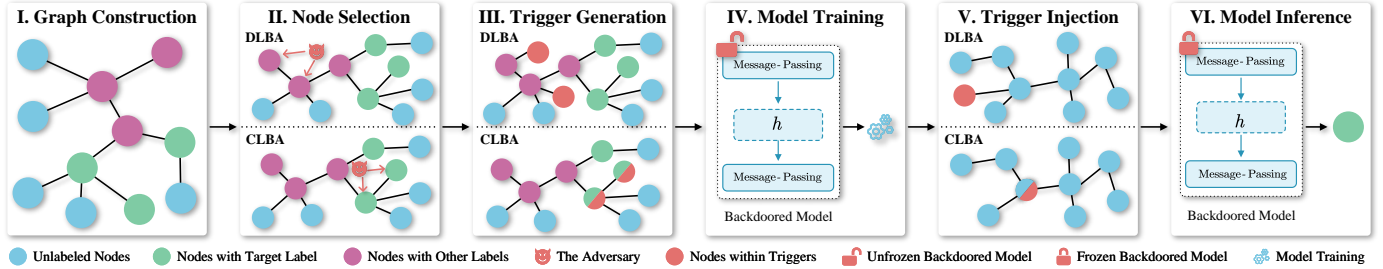 I. Graph Construction
II. Node Selection
III. Trigger Generation
IV. Model Training
V. Trigger Injection
VI. Model Inference
DLBA
CLBA
DLBA
CLBA
Message-Passing
h
Message-Passing
Backdoored Model
DLBA
CLBA
Message-Passing
h
Message-Passing
Backdoored Model
Unlabeled Nodes
Nodes with Target Label
Nodes with Other Labels
The Adversary
Nodes within Triggers
Unfrozen Backdoored Model
Frozen Backdoored Model
Model Training